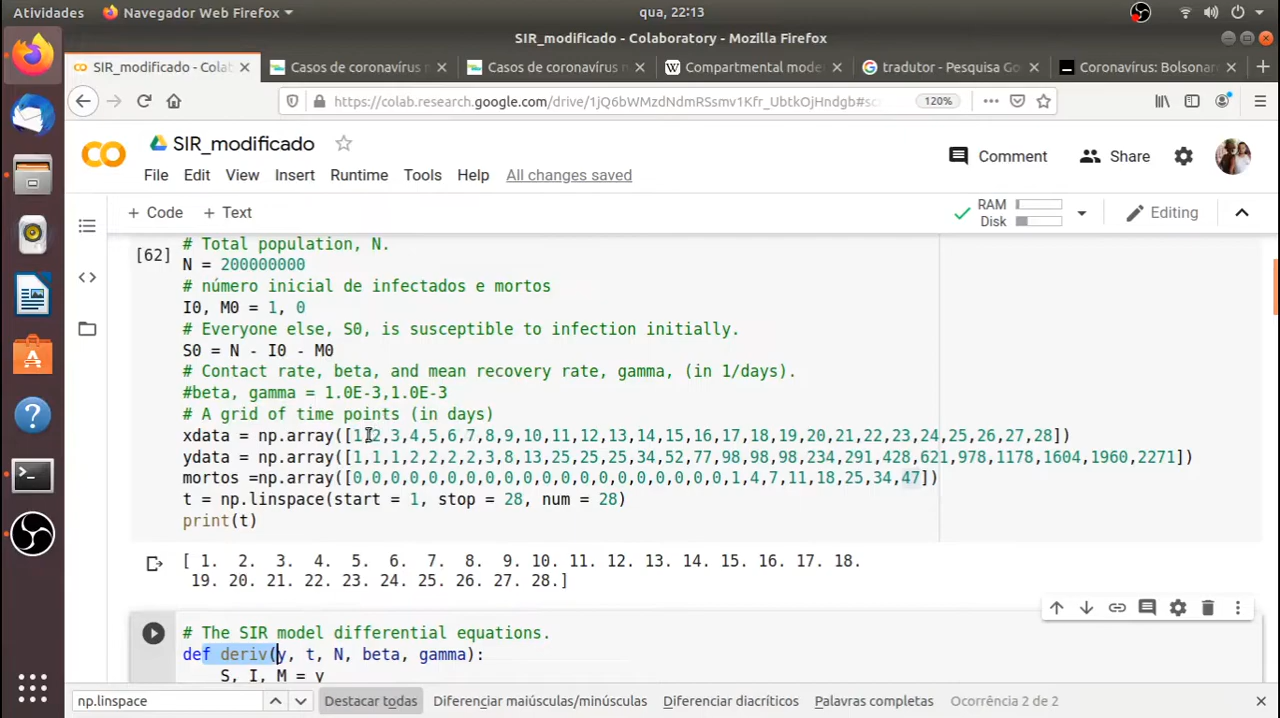 Atividades Navegador Web Firefox qua, 22:13
SIR_modificado - Colaboratory - Mozilla Firefox
SIR_modificado - Colab Casos de coronavírus n Casos de coronavírus n Compartmental mode tradutor - Pesquisa Go Coronavírus: Bolsonar
https://colab.research.google.com/drive/1jQ6bWMzdNdmRSsmv1Kfr_UbtkOjHndgb#sc 120%
SIR_modificado
Comment Share
File Edit View Insert Runtime Tools Help All changes saved
+ Code + Text RAM Disk Editing
# Total population, N.
[62] N = 200000000
# número inicial de infectados e mortos
I0, M0 = 1, 0
# Everyone else, S0, is susceptible to infection initially.
S0 = N - I0 - M0
# Contact rate, beta, and mean recovery rate, gamma, (in 1/days).
#beta, gamma = 1.0E-3,1.0E-3
# A grid of time points (in days)
xdata = np.array([1,2,3,4,5,6,7,8,9,10,11,12,13,14,15,16,17,18,19,20,21,22,23,24,25,26,27,28])
ydata = np.array([1,1,1,2,2,2,2,3,8,13,25,25,25,34,52,77,98,98,98,234,291,428,621,978,1178,1604,1960,2271])
mortos =np.array([0,0,0,0,0,0,0,0,0,0,0,0,0,0,0,0,0,0,0,0,1,4,7,11,18,25,34,47])
t = np.linspace(start = 1, stop = 28, num = 28)
print(t)
[ 1. 2. 3. 4. 5. 6. 7. 8. 9. 10. 11. 12. 13. 14. 15. 16. 17. 18.
19. 20. 21. 22. 23. 24. 25. 26. 27. 28.]
# The SIR model differential equations.
def deriv(y, t, N, beta, gamma):
S, I, M = y
np.linspace Destacar todas Diferenciar maiúsculas/minúsculas Diferenciar diacríticos Palavras completas Ocorrência 2 de 2